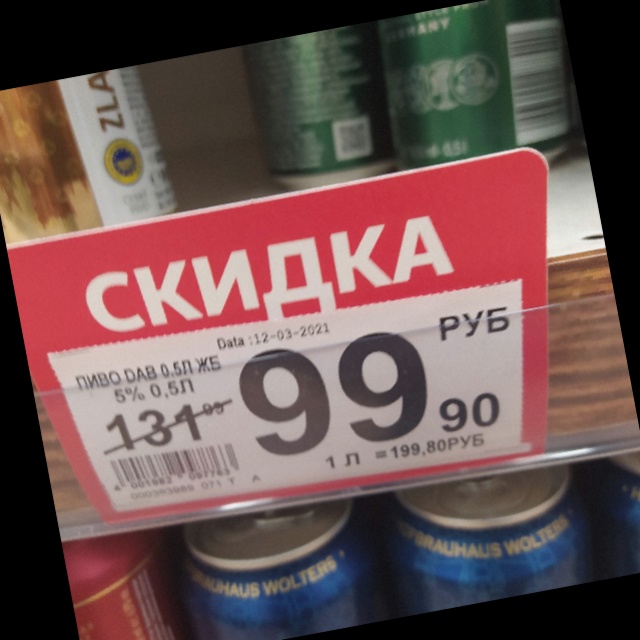 ZLA
СКИДКА
Data :12-03-2021
ПИВО DAB 0,5Л ЖБ
5% 0,5Л
131
99 90 РУБ
1 Л =199,80РУБ
BRAUHAUS WOLTERS
BRAUHAUS WOLTERS